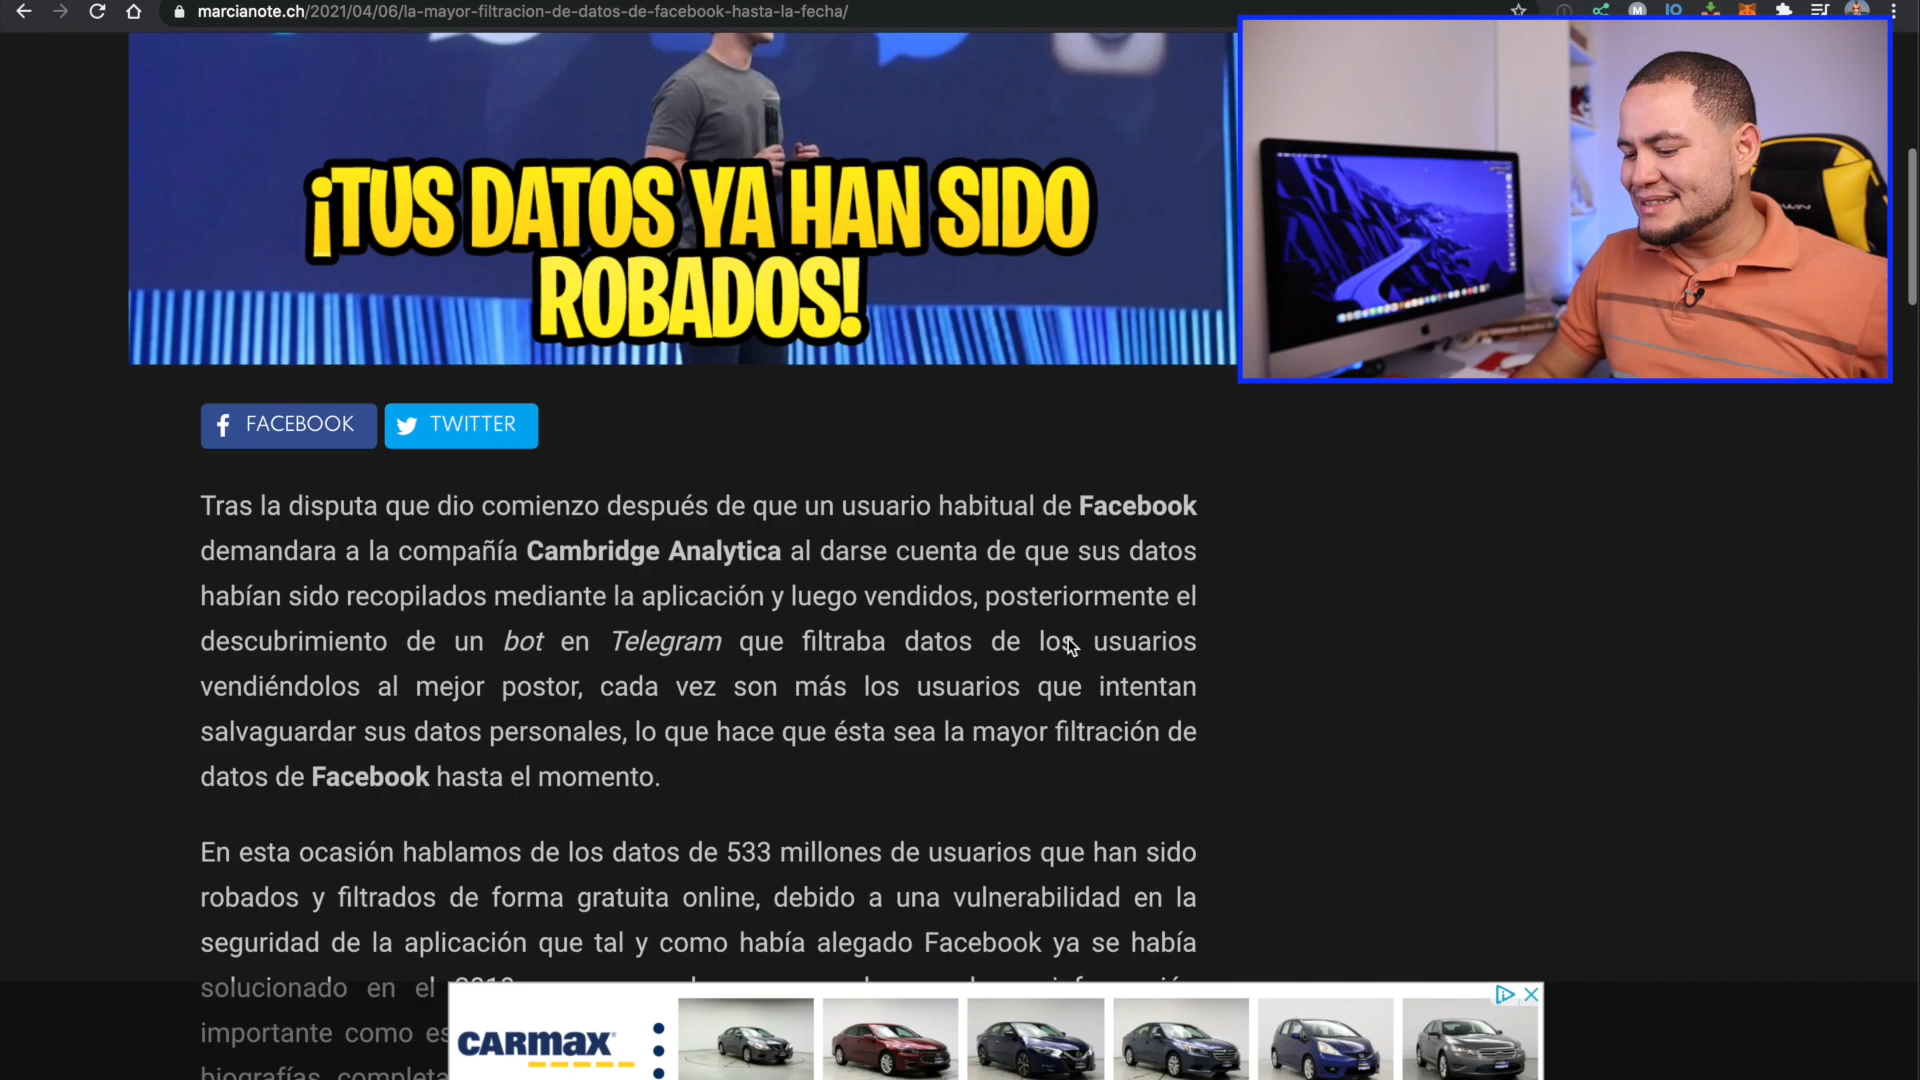 marcianote.ch/2021/04/06/la-mayor-filtracion-de-datos-de-facebook-hasta-la-fecha/
¡TUS DATOS YA HAN SIDO
ROBADOS!
FACEBOOK TWITTER
Tras la disputa que dio comienzo después de que un usuario habitual de Facebook
demandara a la compañía Cambridge Analytica al darse cuenta de que sus datos
habían sido recopilados mediante la aplicación y luego vendidos, posteriormente el
descubrimiento de un bot en Telegram que filtraba datos de los usuarios
vendiéndolos al mejor postor, cada vez son más los usuarios que intentan
salvaguardar sus datos personales, lo que hace que ésta sea la mayor filtración de
datos de Facebook hasta el momento.
En esta ocasión hablamos de los datos de 533 millones de usuarios que han sido
robados y filtrados de forma gratuita online, debido a una vulnerabilidad en la
seguridad de la aplicación que tal y como había alegado Facebook ya se había
solucionado en el
importante como
biografías
CARMAX